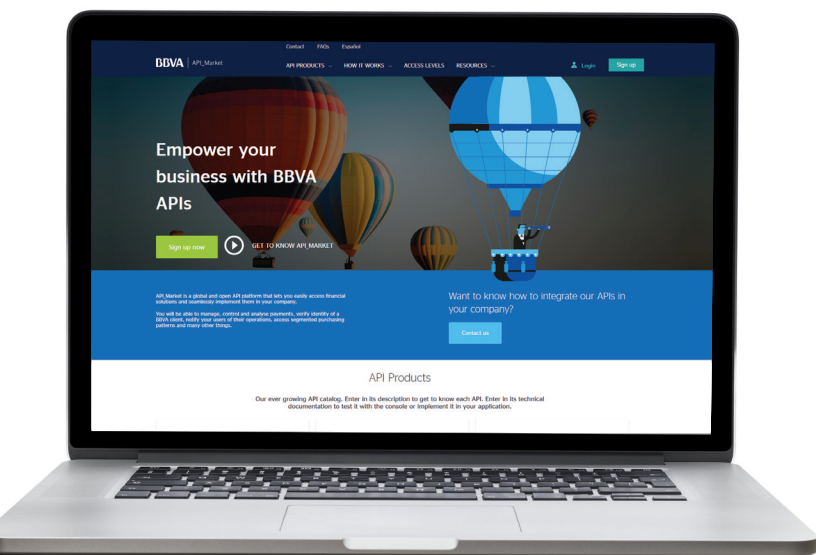 Contact FAQs Español
BBVA | API_Market
API PRODUCTS HOW IT WORKS ACCESS LEVELS RESOURCES
Login
Sign up
Empower your
business with BBVA
APIs
Sign up now
GET TO KNOW API_MARKET
API_Market is a global and open API platform that lets you easily access financial
solutions and seamlessly implement them in your company.
You will be able to manage, control and analyse payments, verify identity of a
BBVA client, notify your users of their operations, access segmented purchasing
patterns and many other things.
Want to know how to integrate our APIs in
your company?
Contact us
API Products
Our ever growing API catalog. Enter in its description to get to know each API. Enter in its technical
documentation to test it with the console or implement it in your application.